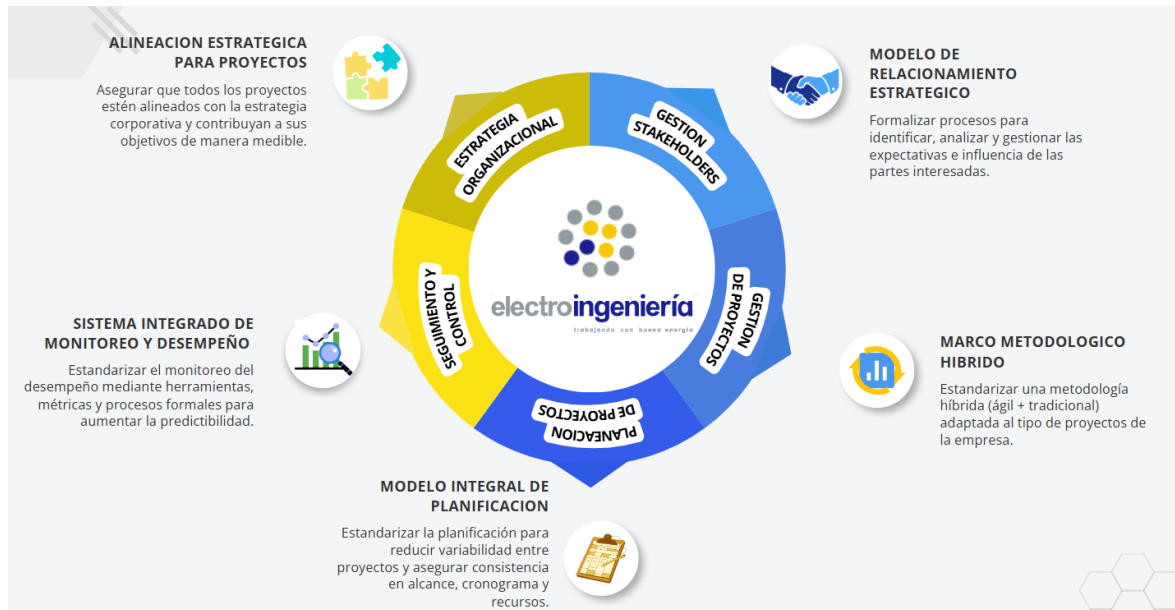 ALINEACION ESTRATEGICA
PARA PROYECTOS
Asegurar que todos los proyectos
estén alineados con la estrategia
corporativa y contribuyan a sus
objetivos de manera medible.
MODELO DE
RELACIONAMIENTO
ESTRATEGICO
Formalizar procesos para
identificar, analizar y gestionar las
expectativas e influencia de las
partes interesadas.
ESTRATEGIA
ORGANIZACIONAL
GESTION
STAKEHOLDERS
electroingeniería
trabajando con buena energía
SEGUIMIENTO Y
CONTROL
GESTION
DE PROYECTOS
PLANEACION
DE PROYECTOS
SISTEMA INTEGRADO DE
MONITOREO Y DESEMPEÑO
Estandarizar el monitoreo del
desempeño mediante herramientas,
métricas y procesos formales para
aumentar la predictibilidad.
MARCO METODOLOGICO
HIBRIDO
Estandarizar una metodología
híbrida (ágil + tradicional)
adaptada al tipo de proyectos de
la empresa.
MODELO INTEGRAL DE
PLANIFICACION
Estandarizar la planificación para
reducir variabilidad entre
proyectos y asegurar consistencia
en alcance, cronograma y
recursos.